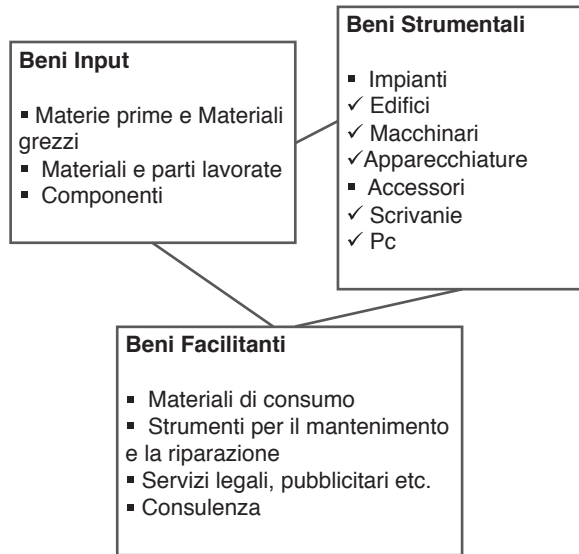 Beni Input
▪ Materie prime e Materiali
grezzi
▪ Materiali e parti lavorate
▪ Componenti
Beni Strumentali
▪ Impianti
✓ Edifici
✓ Macchinari
✓Apparecchiature
▪ Accessori
✓ Scrivanie
✓ Pc
Beni Facilitanti
▪ Materiali di consumo
▪ Strumenti per il mantenimento
e la riparazione
▪ Servizi legali, pubblicitari etc.
▪ Consulenza